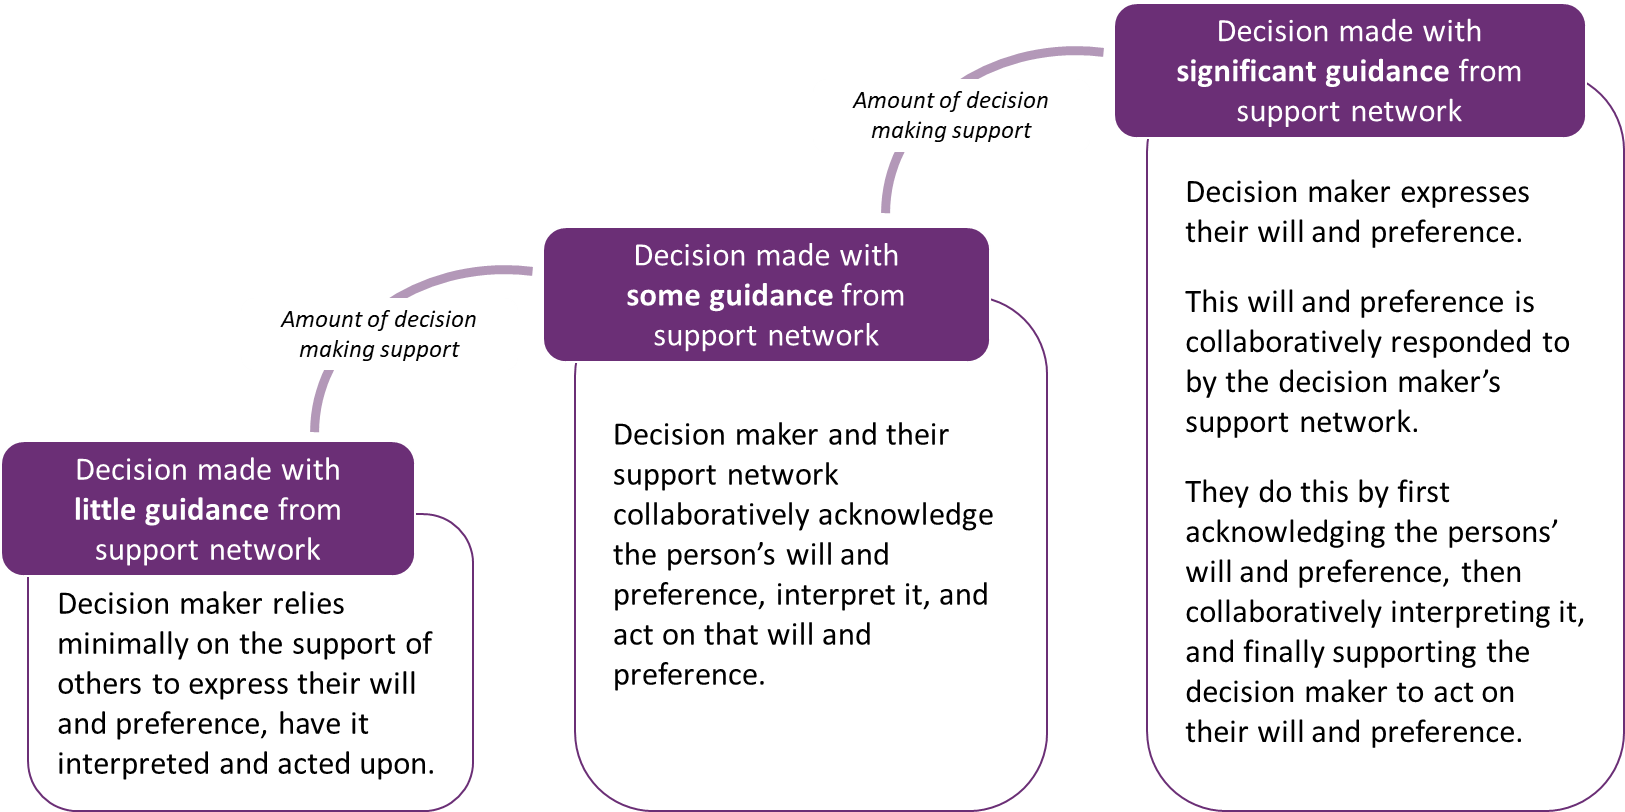 Decision made with
little guidance from
support network
Decision maker relies
minimally on the support of
others to express their will
and preference, have it
interpreted and acted upon.
Amount of decision
making support
Decision made with
some guidance from
support network
Decision maker and their
support network
collaboratively acknowledge
the person’s will and
preference, interpret it, and
act on that will and
preference.
Amount of decision
making support
Decision made with
significant guidance from
support network
Decision maker expresses
their will and preference.
This will and preference is
collaboratively responded to
by the decision maker’s
support network.
They do this by first
acknowledging the persons’
will and preference, then
collaboratively interpreting it,
and finally supporting the
decision maker to act on
their will and preference.